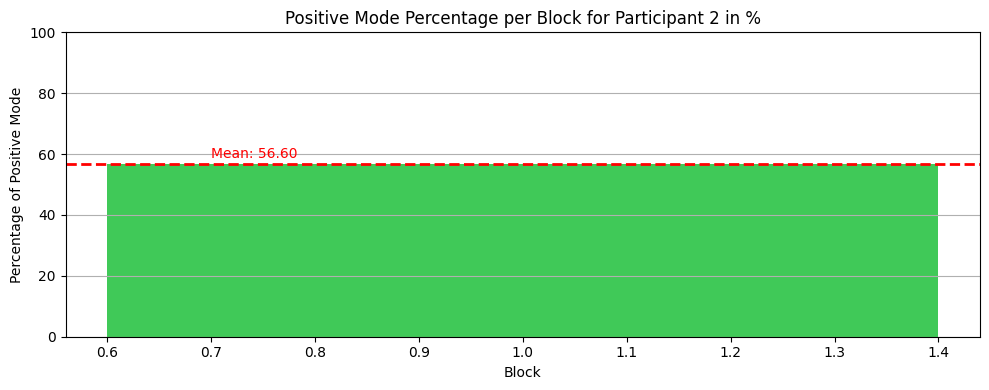 Positive Mode Percentage per Block for Participant 2 in %
Percentage of Positive Mode
100
80
60
40
20
0
Mean: 56.60
0.6 0.7 0.8 0.9 1.0 1.1 1.2 1.3 1.4
Block